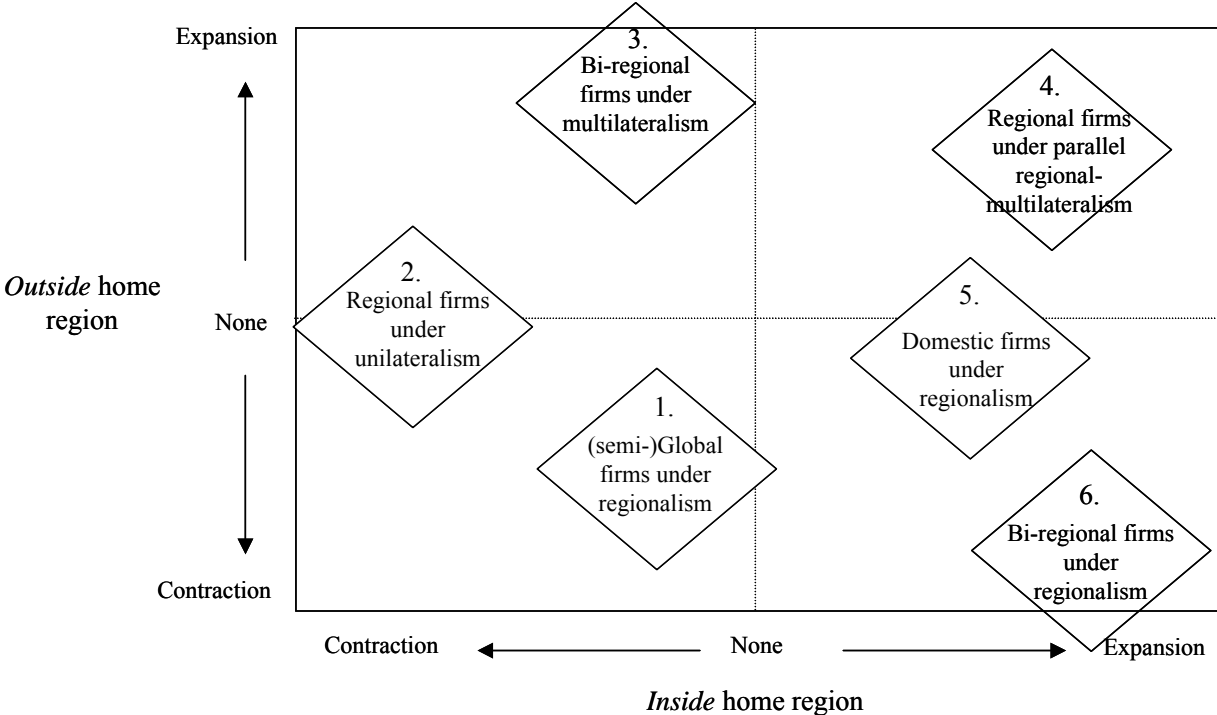 Expansion
3.
Bi-regional
firms under
multilateralism
4.
Regional firms
under parallel
regional-
multilateralism
Outside home
region
None
2.
Regional firms
under
unilateralism
5.
Domestic firms
under
regionalism
1.
(semi-)Global
firms under
regionalism
6.
Bi-regional firms
under
regionalism
Contraction
Contraction
None
Expansion
Inside home region